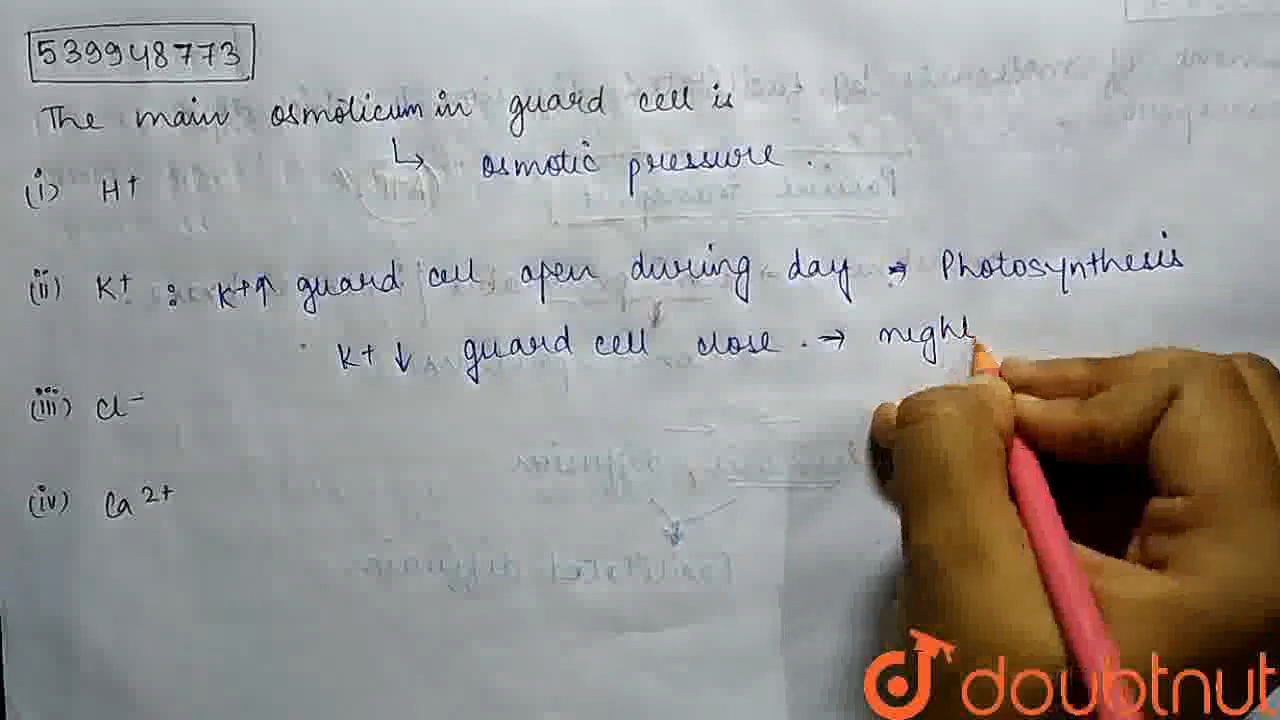 539948773
The main osmolicum in guard cell is
↳ osmotic pressure.
(i) H+
(ii) K+ : K+↑ guard cell open during day → Photosynthesis
K+ ↓ guard cell close. → night
(iii) Cl-
(iv) Ca 2+
doubtnut